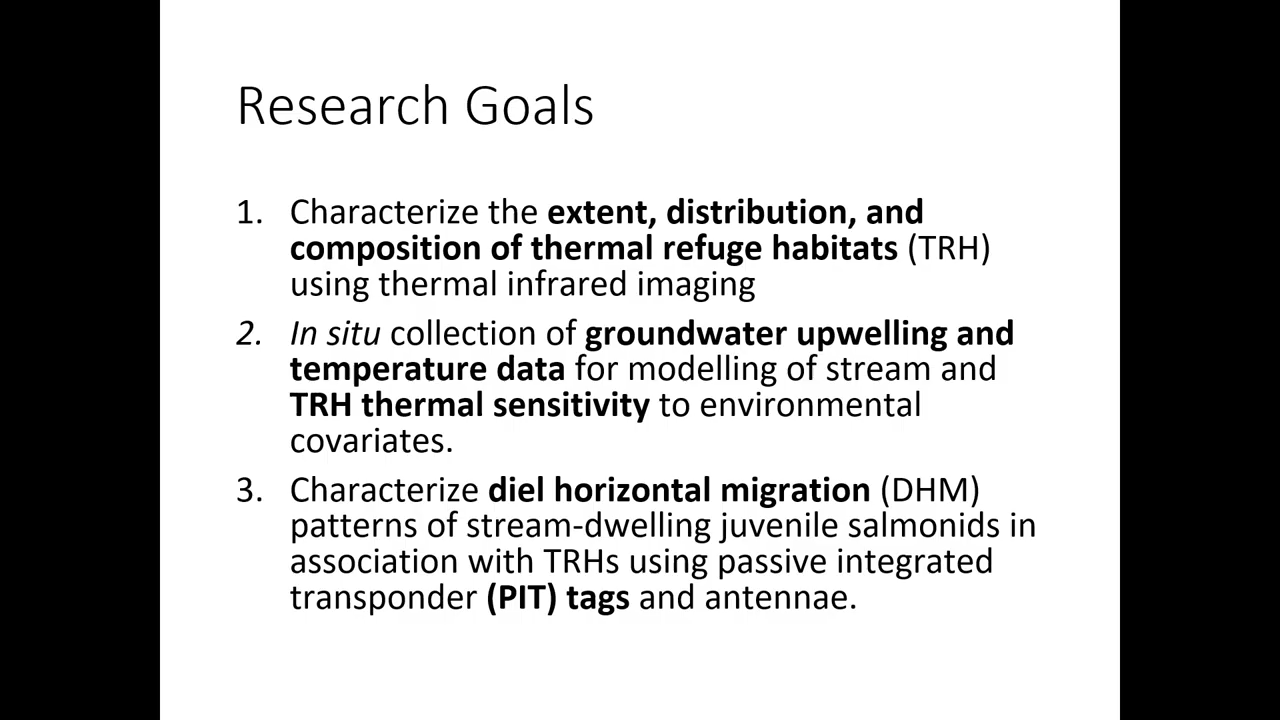 Research Goals
1. Characterize the extent, distribution, and
composition of thermal refuge habitats (TRH)
using thermal infrared imaging
2. In situ collection of groundwater upwelling and
temperature data for modelling of stream and
TRH thermal sensitivity to environmental
covariates.
3. Characterize diel horizontal migration (DHM)
patterns of stream-dwelling juvenile salmonids in
association with TRHs using passive integrated
transponder (PIT) tags and antennae.